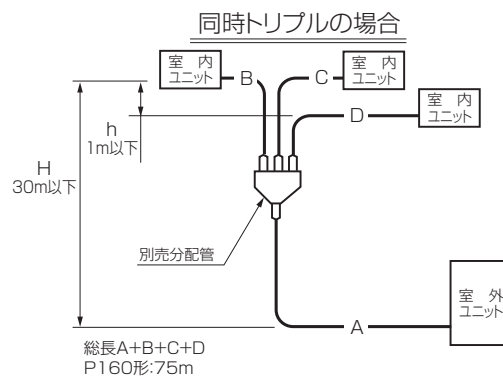 同時トリプルの場合
室 内
ユニット
B
C
室 内
ユニット
室 内
ユニット
D
h
1m以下
H
30m以下
別売分配管
室 外
ユニット
A
総長A+B+C+D
P160形:75m